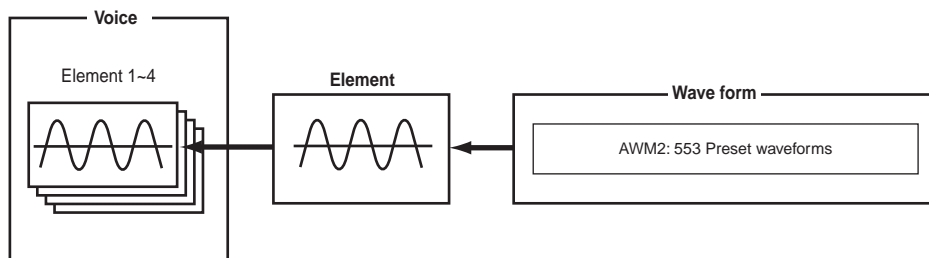 Voice
Element 1~4
Element
Wave form
AWM2: 553 Preset waveforms